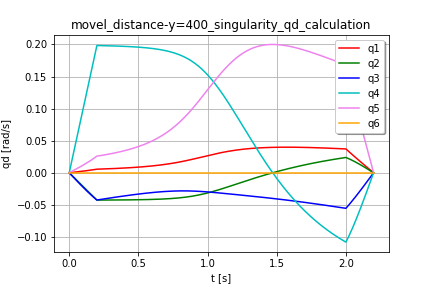 movel_distance-y=400_singularity_qd_calculation
0.20
0.15
0.10
0.05
0.00
−0.05
−0.10
qd [rad/s]
q1
q2
q3
q4
q5
q6
0.0 0.5 1.0 1.5 2.0
t [s]